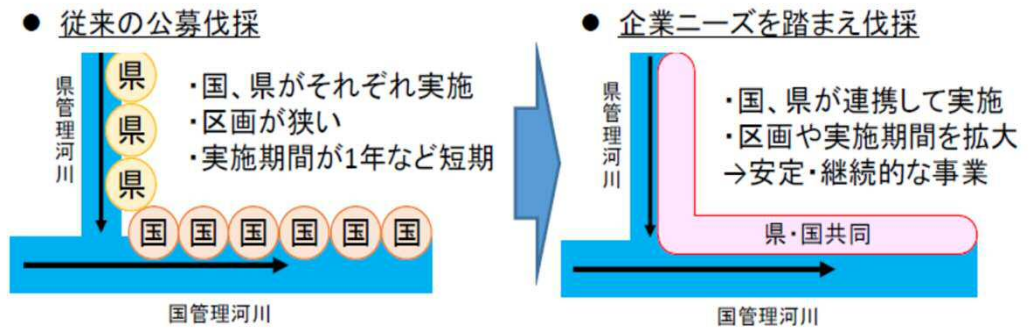 ● 従来の公募伐採
県管理河川
県
県
県
・国、県がそれぞれ実施
・区画が狭い
・実施期間が1年など短期
国 国 国 国 国 国
国管理河川
● 企業ニーズを踏まえ伐採
県管理河川
・国、県が連携して実施
・区画や実施期間を拡大
→安定・継続的な事業
県・国共同
国管理河川